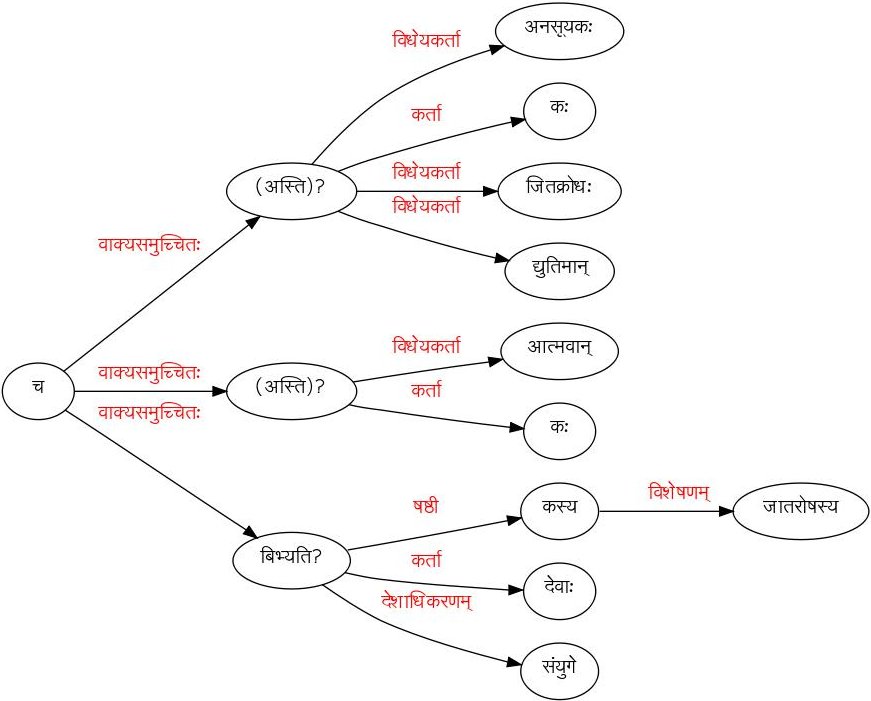 अनसूयकः
विधेयकर्ता
कर्ता
कः
(अस्ति)?
विधेयकर्ता
जितक्रोधः
विधेयकर्ता
द्युतिमान्
वाक्यसमुच्चितः
च
वाक्यसमुच्चितः
(अस्ति)?
विधेयकर्ता
आत्मवान्
कर्ता
कः
वाक्यसमुच्चितः
बिभ्यति?
षष्ठी
कस्य
विशेषणम्
जातरोषस्य
कर्ता
देवाः
देशाधिकरणम्
संयुगे